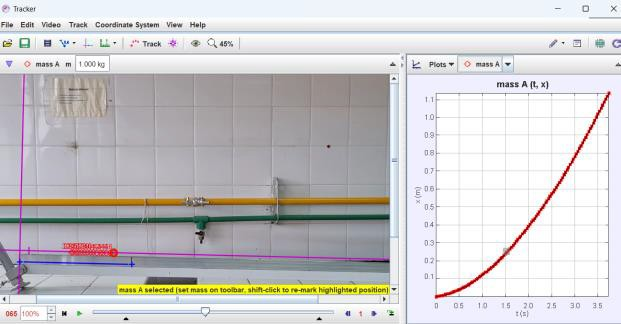 Tracker
File Edit Video Track Coordinate System View Help
Track 45%
mass A m 1.000 kg
Plots mass A
mass A (t, x)
1.1
1.0
0.9
0.8
0.7
0.6
0.5
0.4
0.3
0.2
0.1
x (m)
0 0.5 1.0 1.5 2.0 2.5 3.0 3.5
t (s)
mass A selected (set mass on toolbar, shift-click to re-mark highlighted position)
065 100% 1